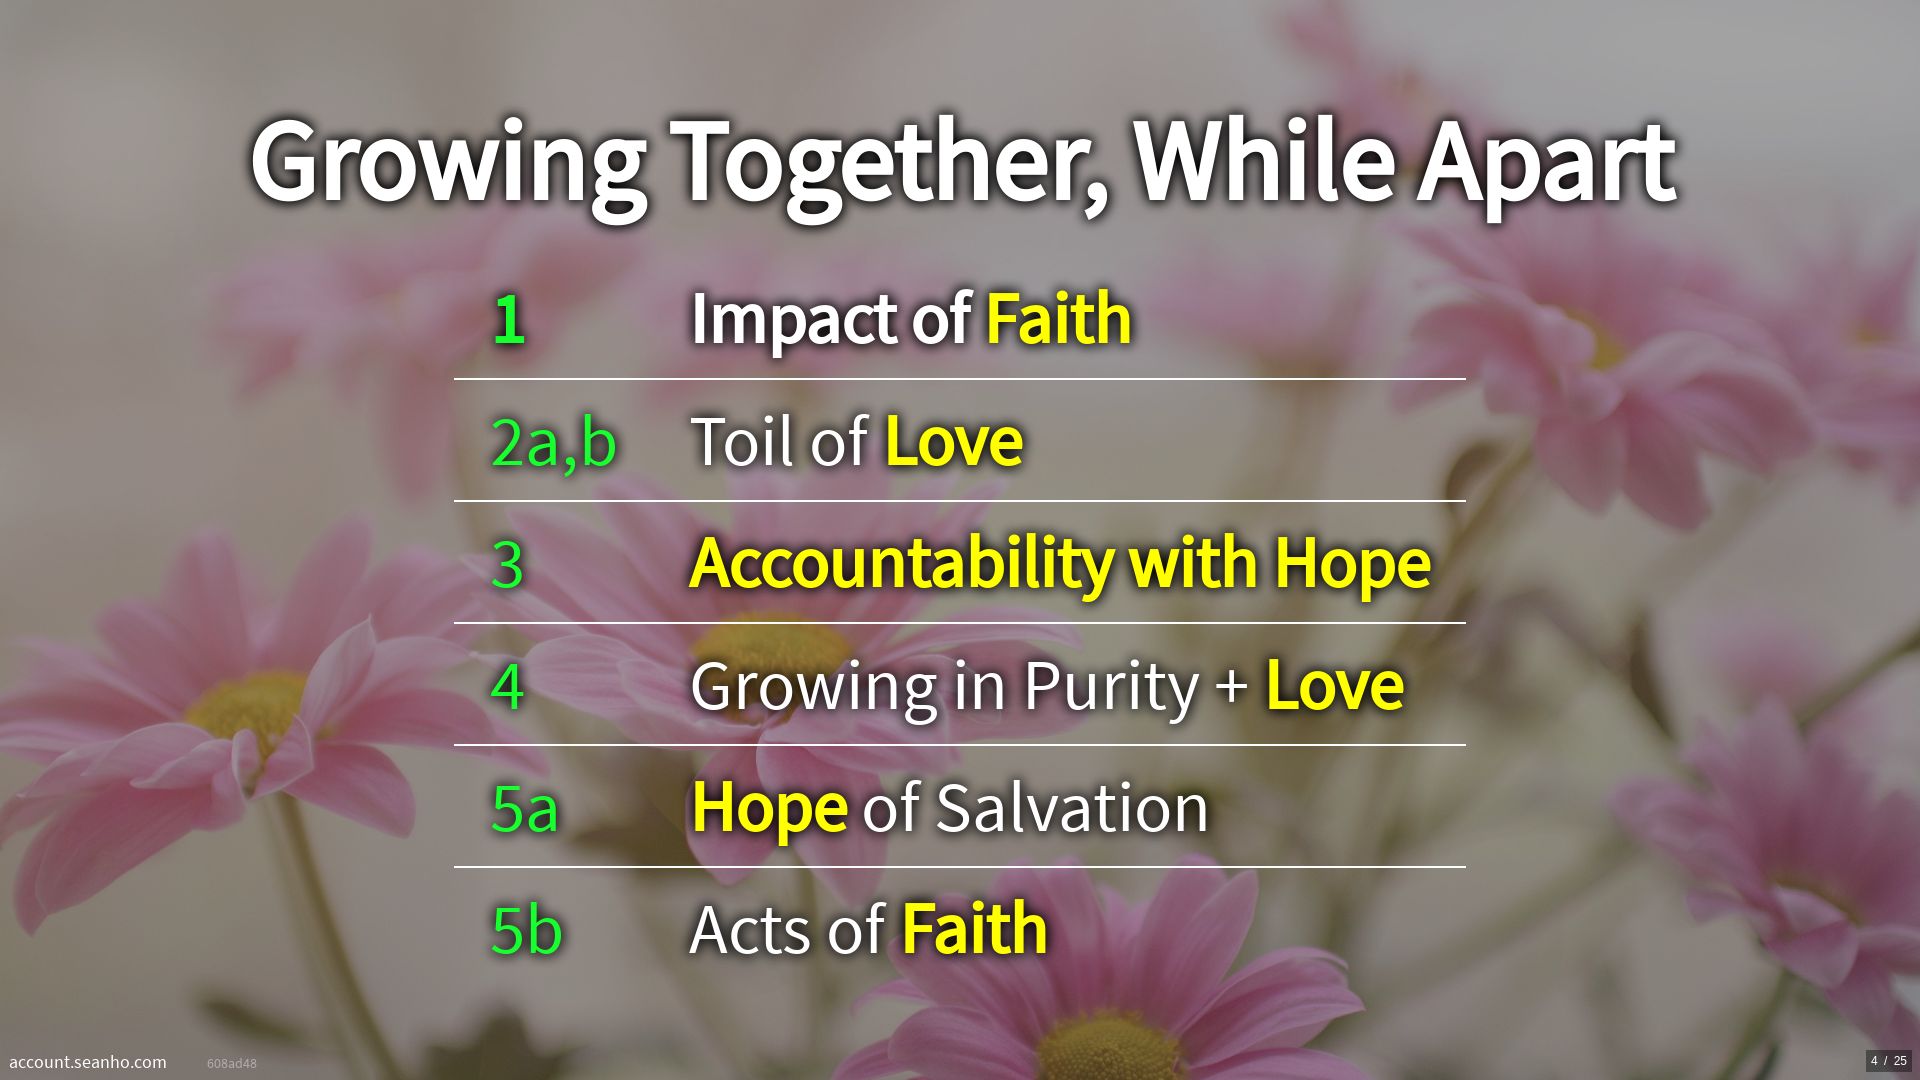 Growing Together, While Apart
1 Impact of Faith
2a,b Toil of Love
3 Accountability with Hope
4 Growing in Purity + Love
5a Hope of Salvation
5b Acts of Faith
account.seanho.com 608ad48
4 / 25